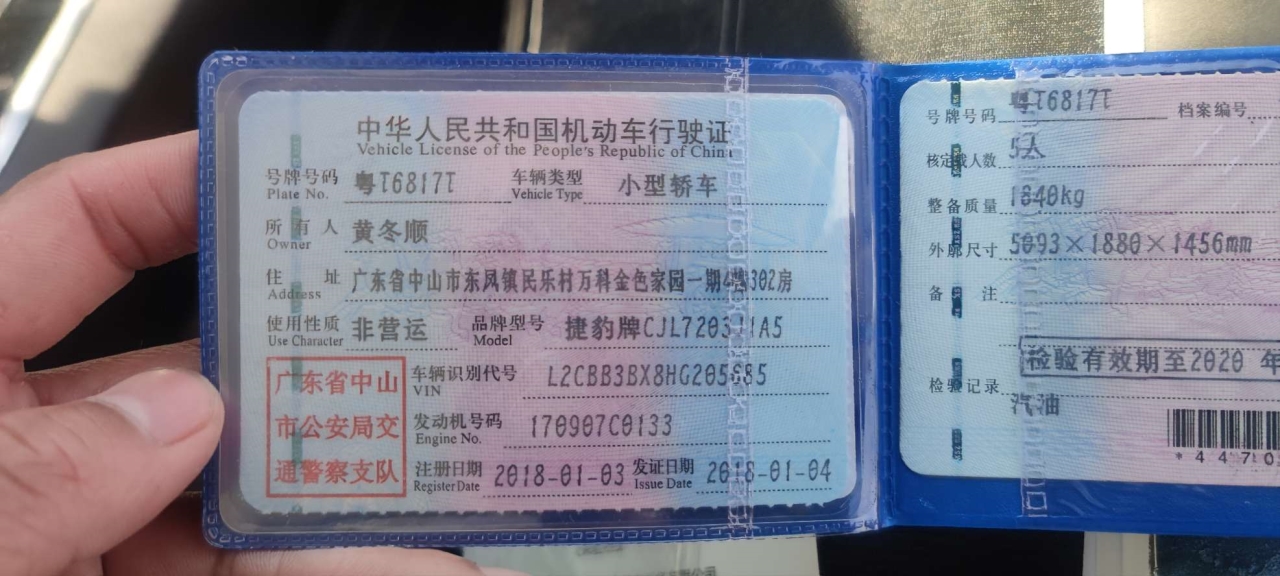 中华人民共和国机动车行驶证
Vehicle License of the People's Republic of China
号牌号码 粤T6817T 车辆类型 小型轿车
Plate No. Vehicle Type
所有人 黄冬顺
Owner
住址 广东省中山市东凤镇民乐村万科金色家园一期302房
Address
使用性质 非营运 品牌型号 捷豹牌
Use Character Model
广东省中山
市公安局交
通警察支队
车辆识别代号
VIN
发动机号码 170907C0133
Engine No.
注册日期 2018-01-03 发证日期 2018-01-04
Register Date Issue Date
号牌号码 粤T6817T 档案编号
核定载人数 5人
整备质量 1840kg
外廓尺寸 5093×1880×1456mm
备注
检验有效期至2020 年
检验记录
汽油
*4470